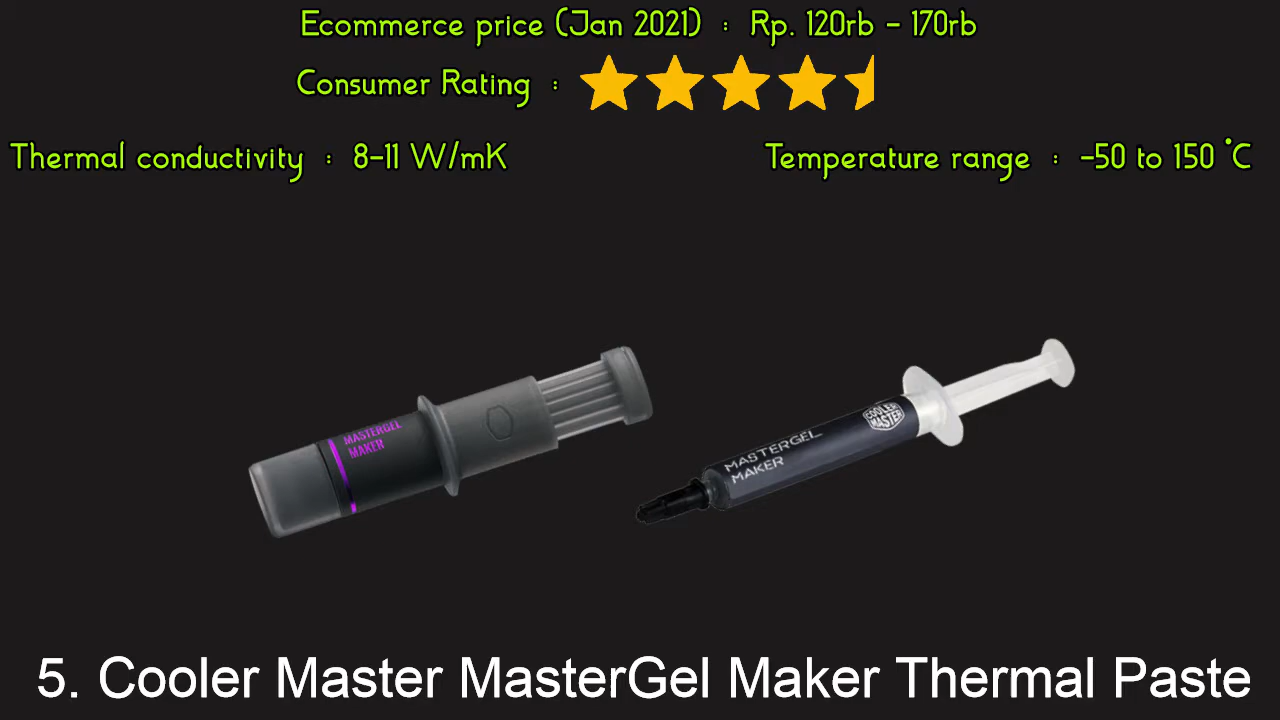 Ecommerce price (Jan 2021) : Rp. 120rb - 170rb
Consumer Rating :
Thermal conductivity : 8-11 W/mK
Temperature range : -50 to 150 °C
MASTERGEL
MAKER
COOLER
MASTER
MASTERGEL
MAKER
5. Cooler Master MasterGel Maker Thermal Paste